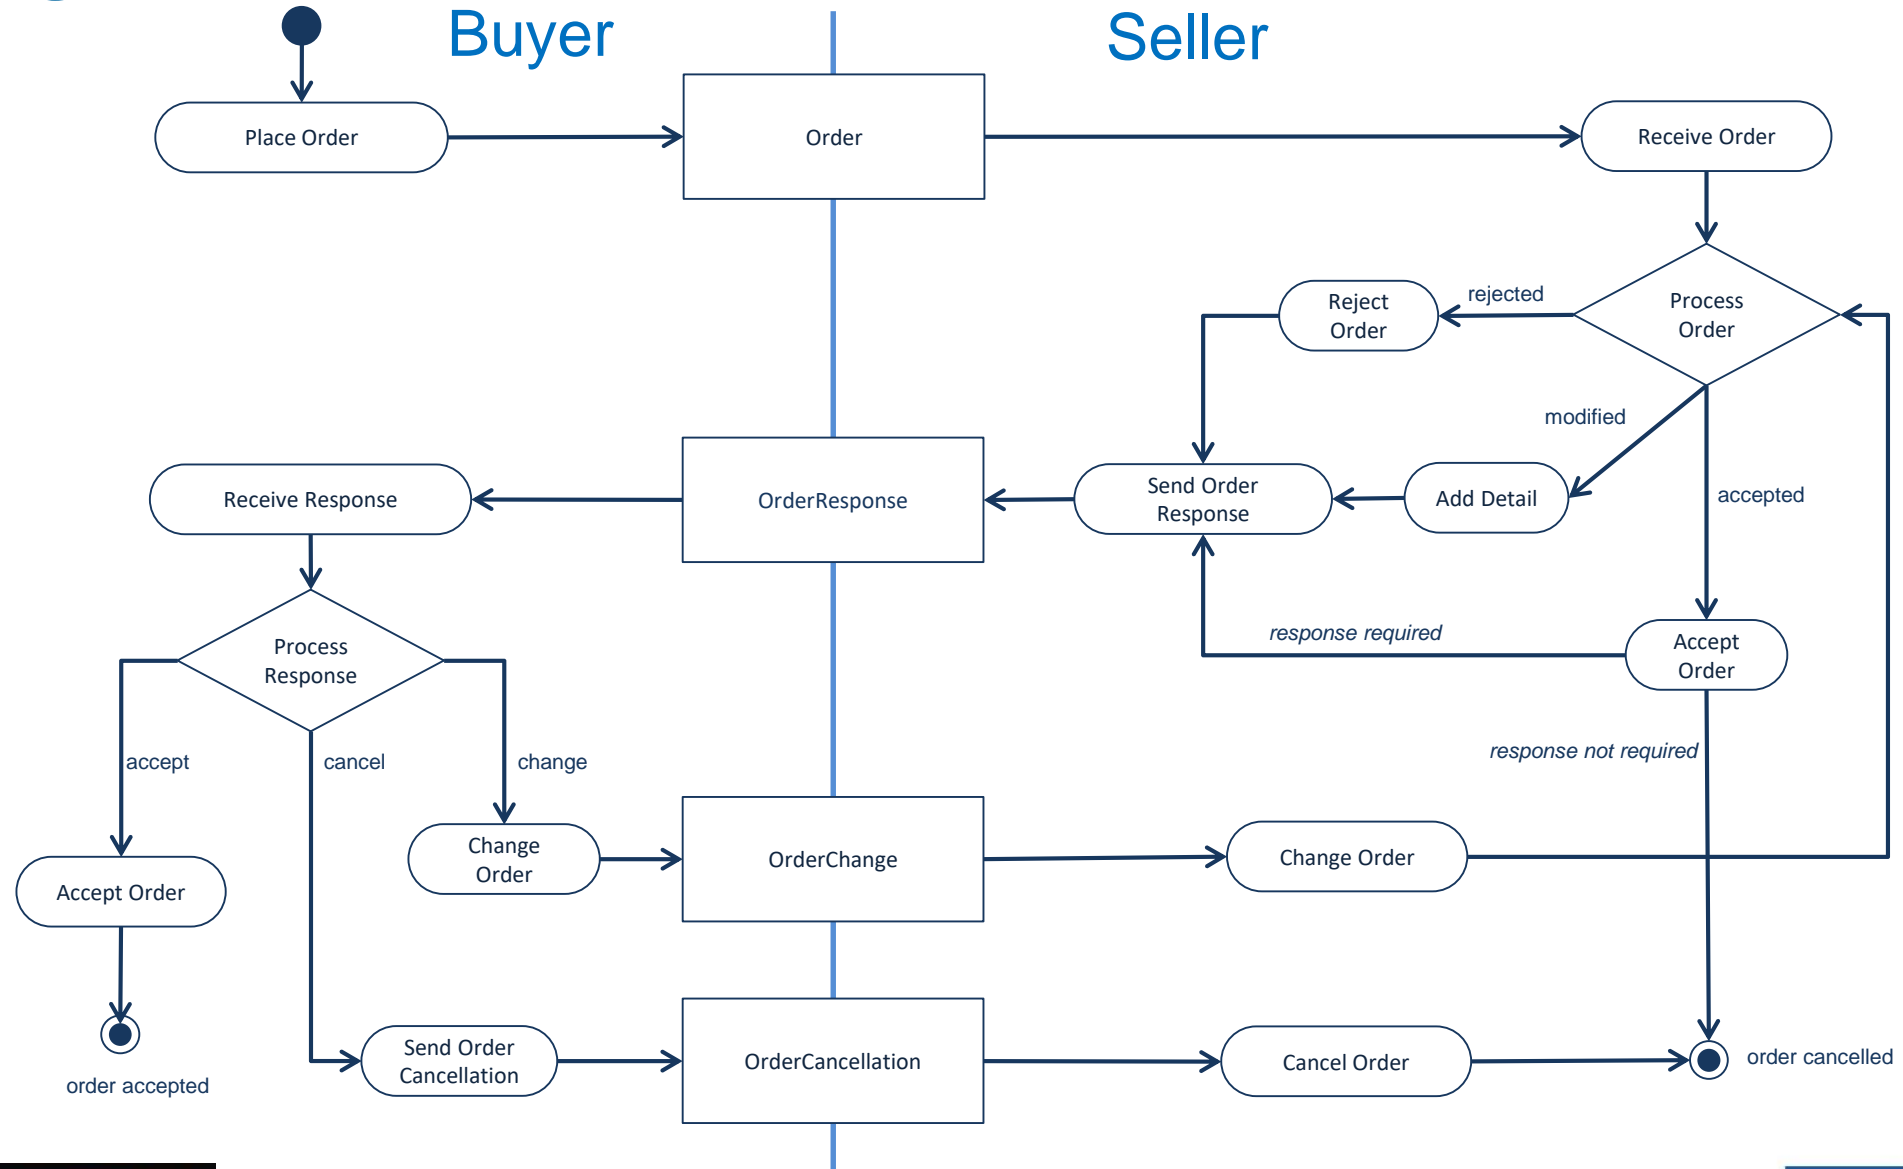 Buyer
Seller
Place Order
Order
Receive Order
Reject
Order
rejected
Process
Order
modified
Receive Response
OrderResponse
Send Order
Response
Add Detail
accepted
Process
Response
response required
Accept
Order
accept
cancel
change
response not required
Change
Order
OrderChange
Change Order
Accept Order
order accepted
Send Order
Cancellation
OrderCancellation
Cancel Order
order cancelled